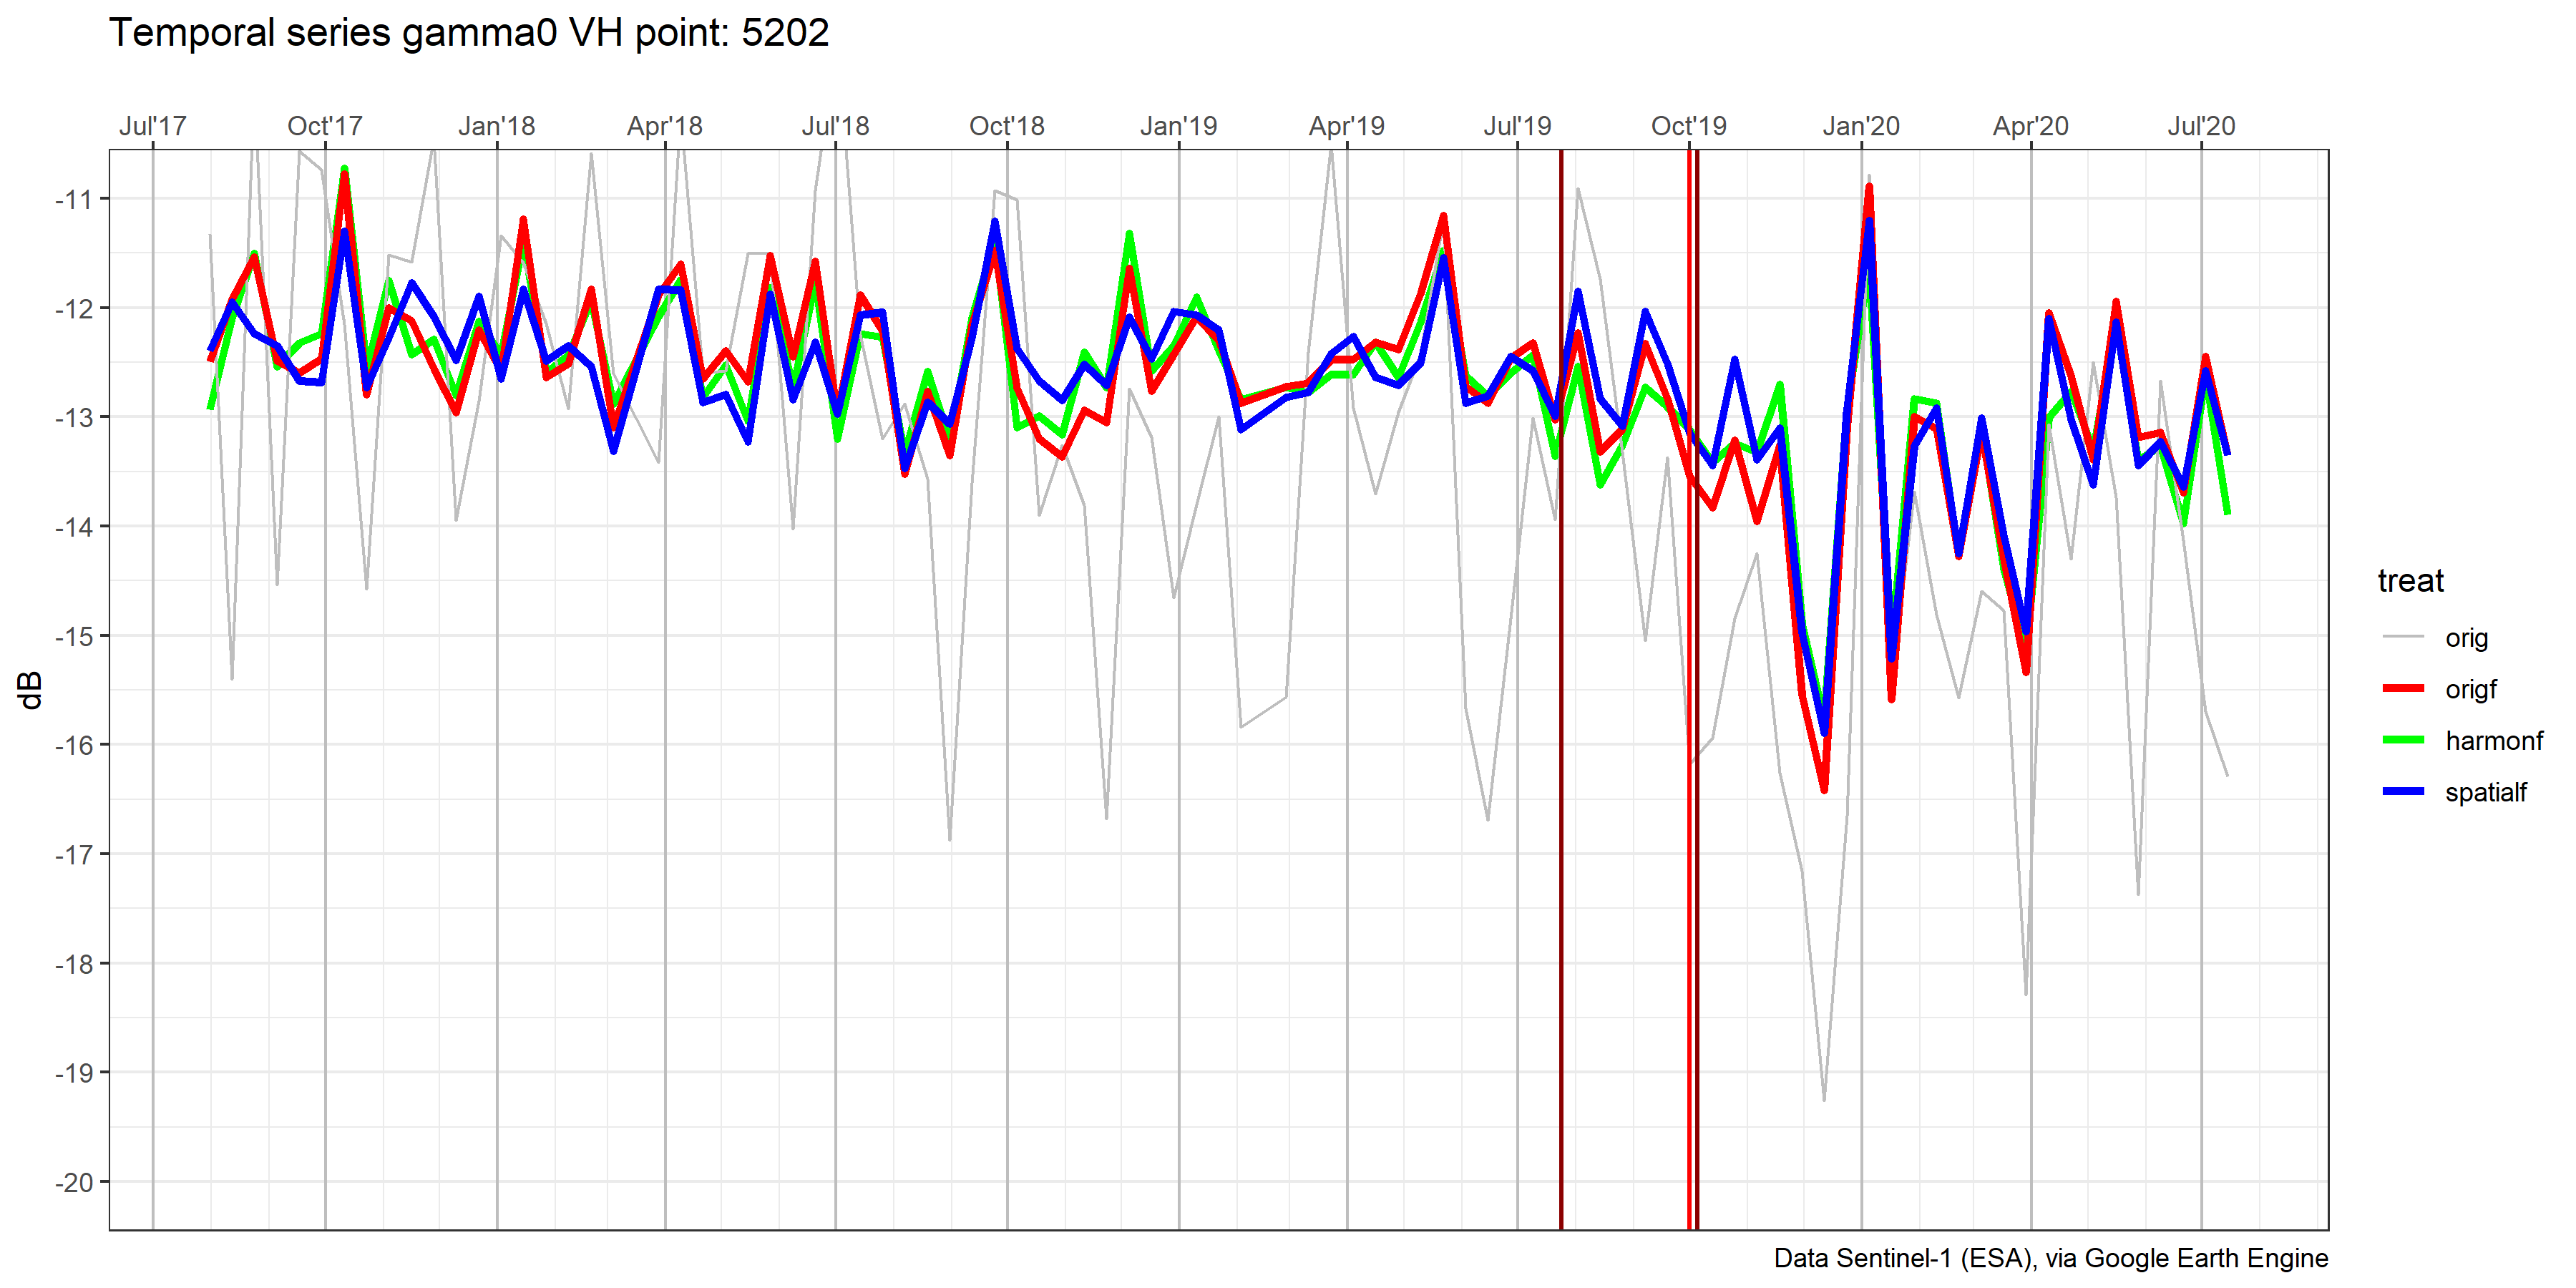 Temporal series gamma0 VH point: 5202
Jul'17 Oct'17 Jan'18 Apr'18 Jul'18 Oct'18 Jan'19 Apr'19 Jul'19 Oct'19 Jan'20 Apr'20 Jul'20
-11
-12
-13
-14
-15
-16
-17
-18
-19
-20
dB
treat
orig
origf
harmonf
spatialf
Data Sentinel-1 (ESA), via Google Earth Engine